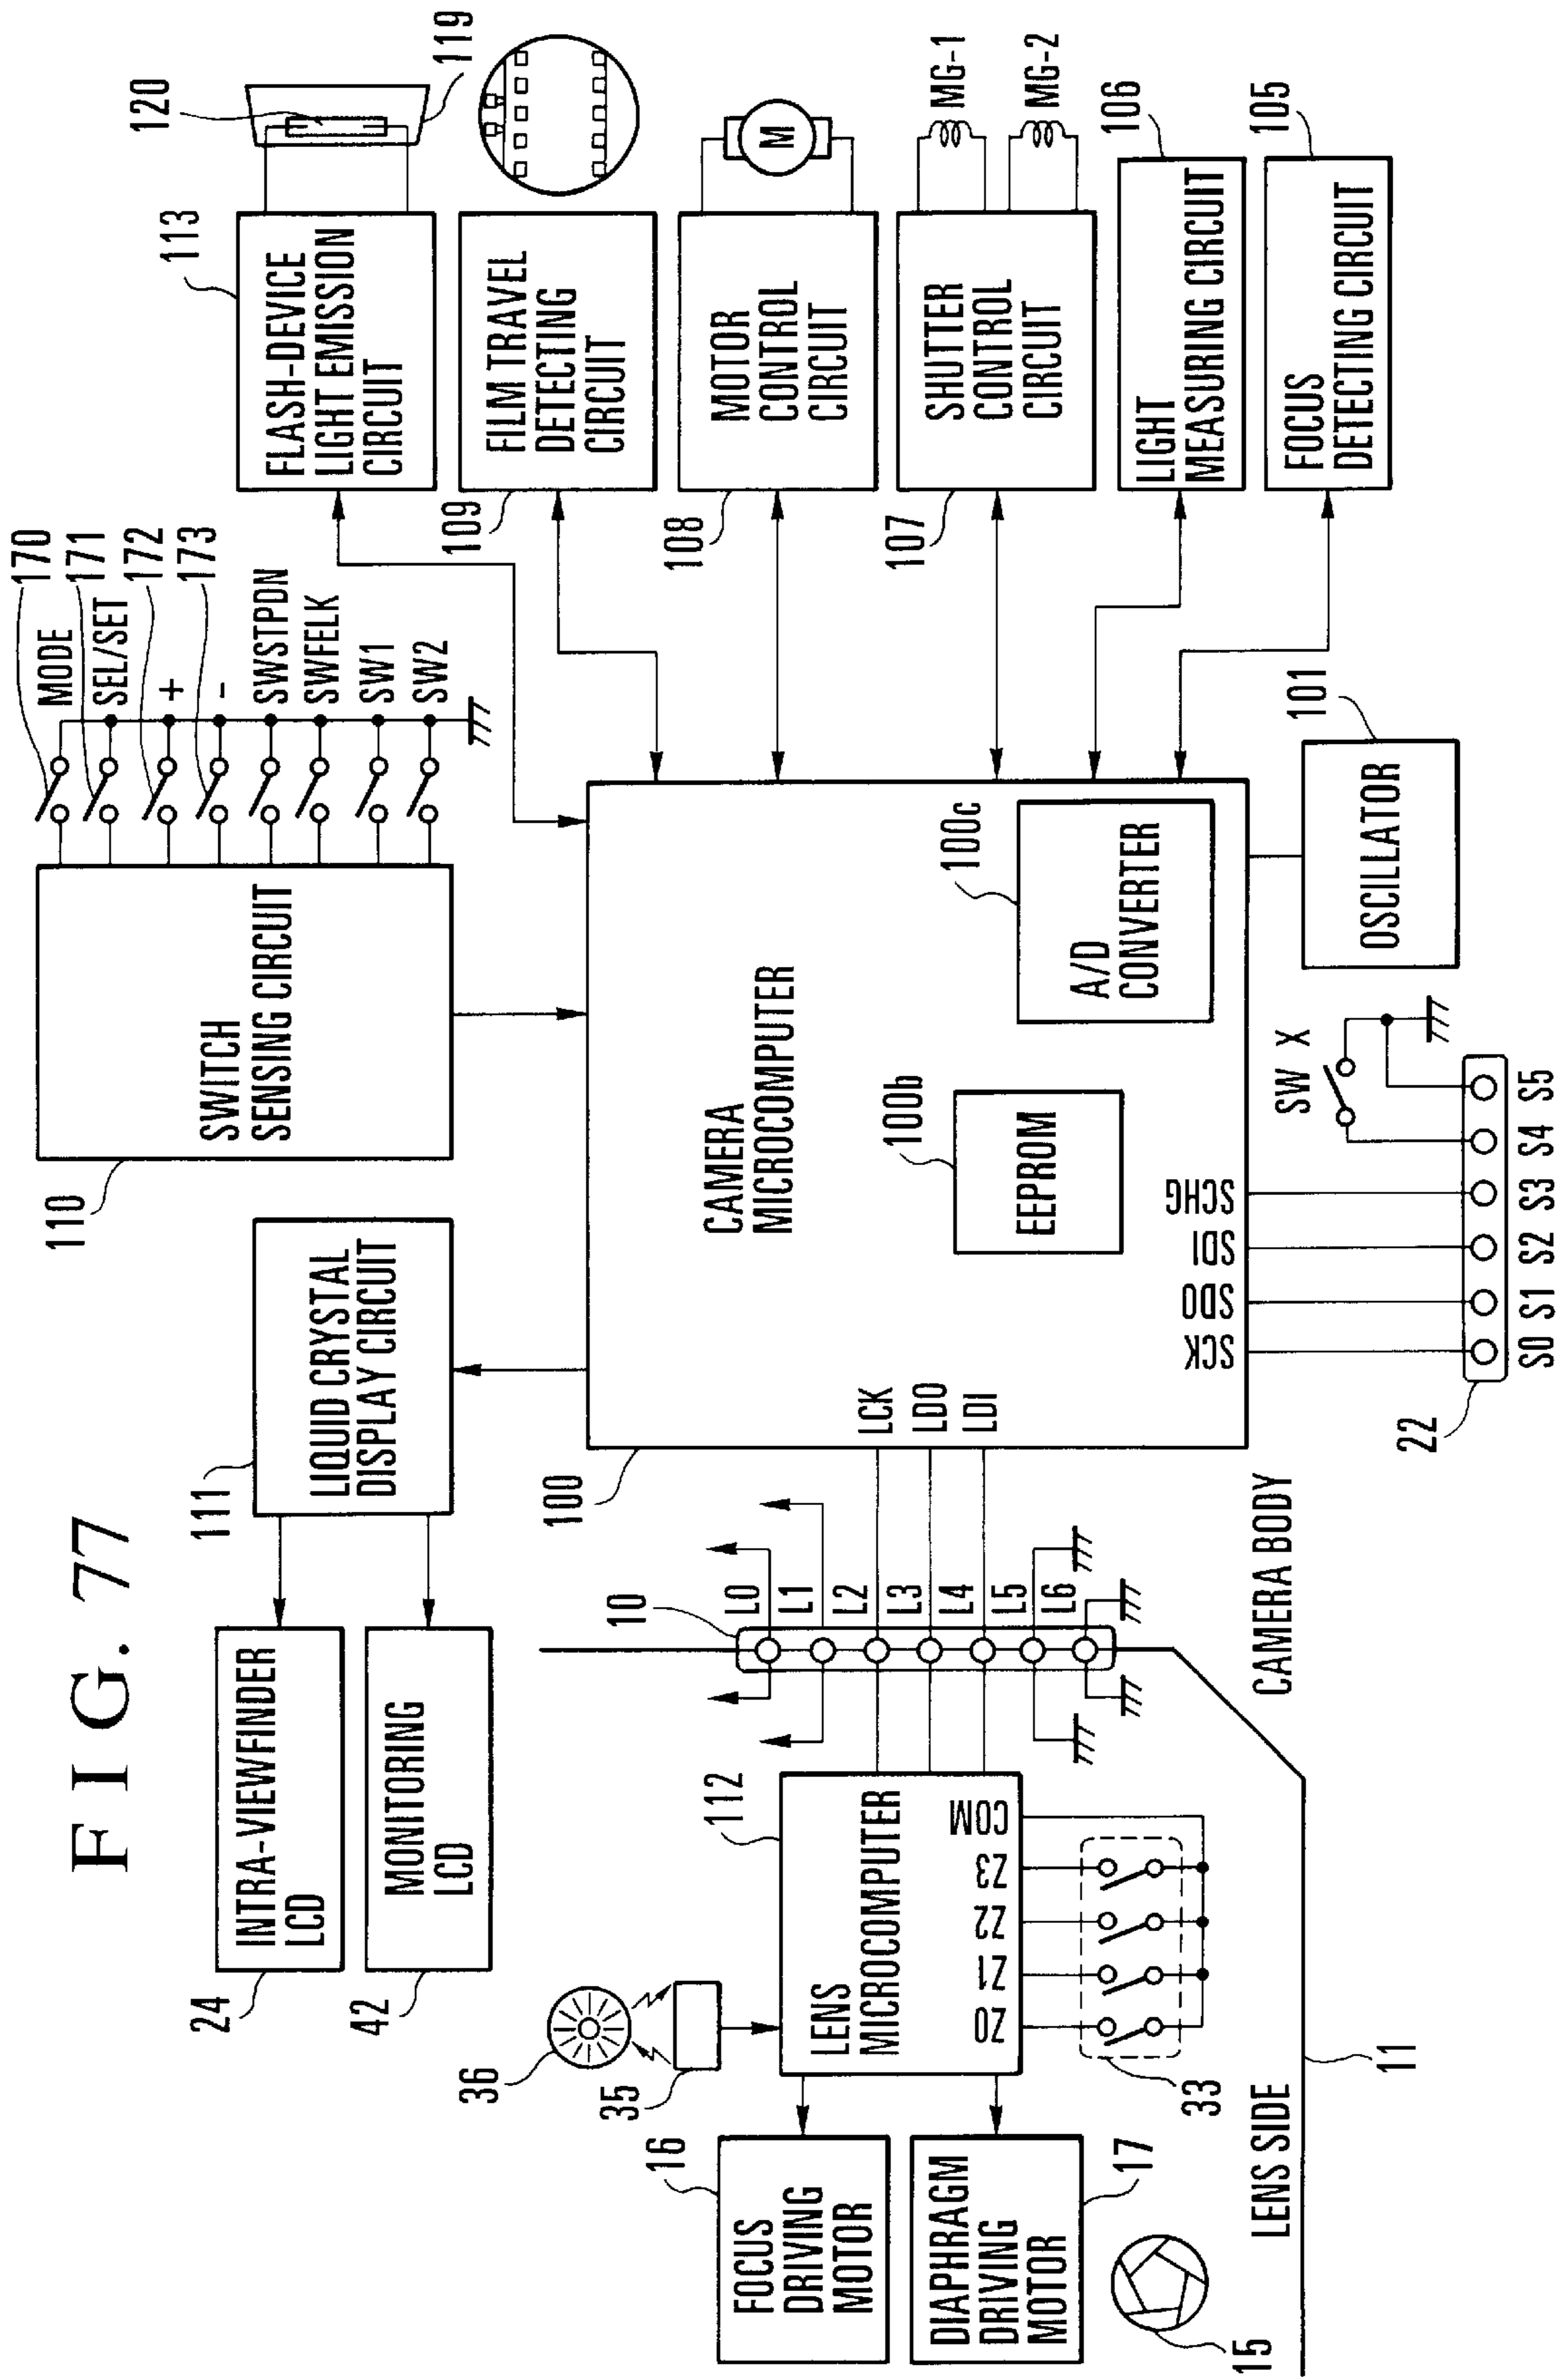 FIG. 77
24
INTRA-VIEWFINDER
LCD
42
MONITORING
LCD
111
LIQUID CRYSTAL
DISPLAY CIRCUIT
110
SWITCH
SENSING CIRCUIT
170
MODE
171
SEL/SET
172
+
173
-
SWSTPDN
SWFELK
SW1
SW2
113
FLASH-DEVICE
LIGHT EMISSION
CIRCUIT
120
119
109
FILM TRAVEL
DETECTING
CIRCUIT
108
MOTOR
CONTROL
CIRCUIT
M
107
SHUTTER
CONTROL
CIRCUIT
MG-1
MG-2
106
LIGHT
MEASURING CIRCUIT
105
FOCUS
DETECTING CIRCUIT
100
CAMERA
MICROCOMPUTER
100b
EEPROM
100c
A/D
CONVERTER
LCK
LDO
LDI
SCK
SDO
SDI
SCHG
101
OSCILLATOR
SW X
22
S0
S1
S2
S3
S4
S5
10
L0
L1
L2
L3
L4
L5
L6
36
35
112
LENS
MICROCOMPUTER
Z0
Z1
Z2
Z3
COM
33
16
FOCUS
DRIVING
MOTOR
17
DIAPHRAGM
DRIVING
MOTOR
15
LENS SIDE
11
CAMERA BODY